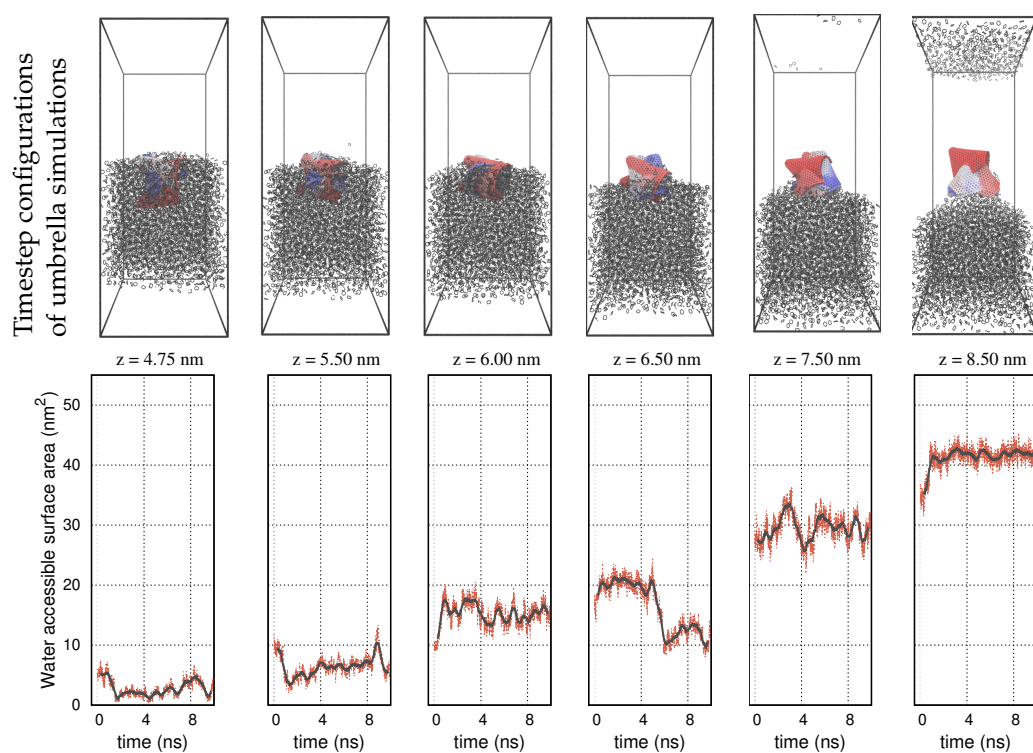 Timestep configurations
of umbrella simulations
z = 4.75 nm
z = 5.50 nm
z = 6.00 nm
z = 6.50 nm
z = 7.50 nm
z = 8.50 nm
Water accessible surface area (nm²)
50
40
30
20
10
0
0 4 8
0 4 8
0 4 8
0 4 8
0 4 8
0 4 8
time (ns)
time (ns)
time (ns)
time (ns)
time (ns)
time (ns)